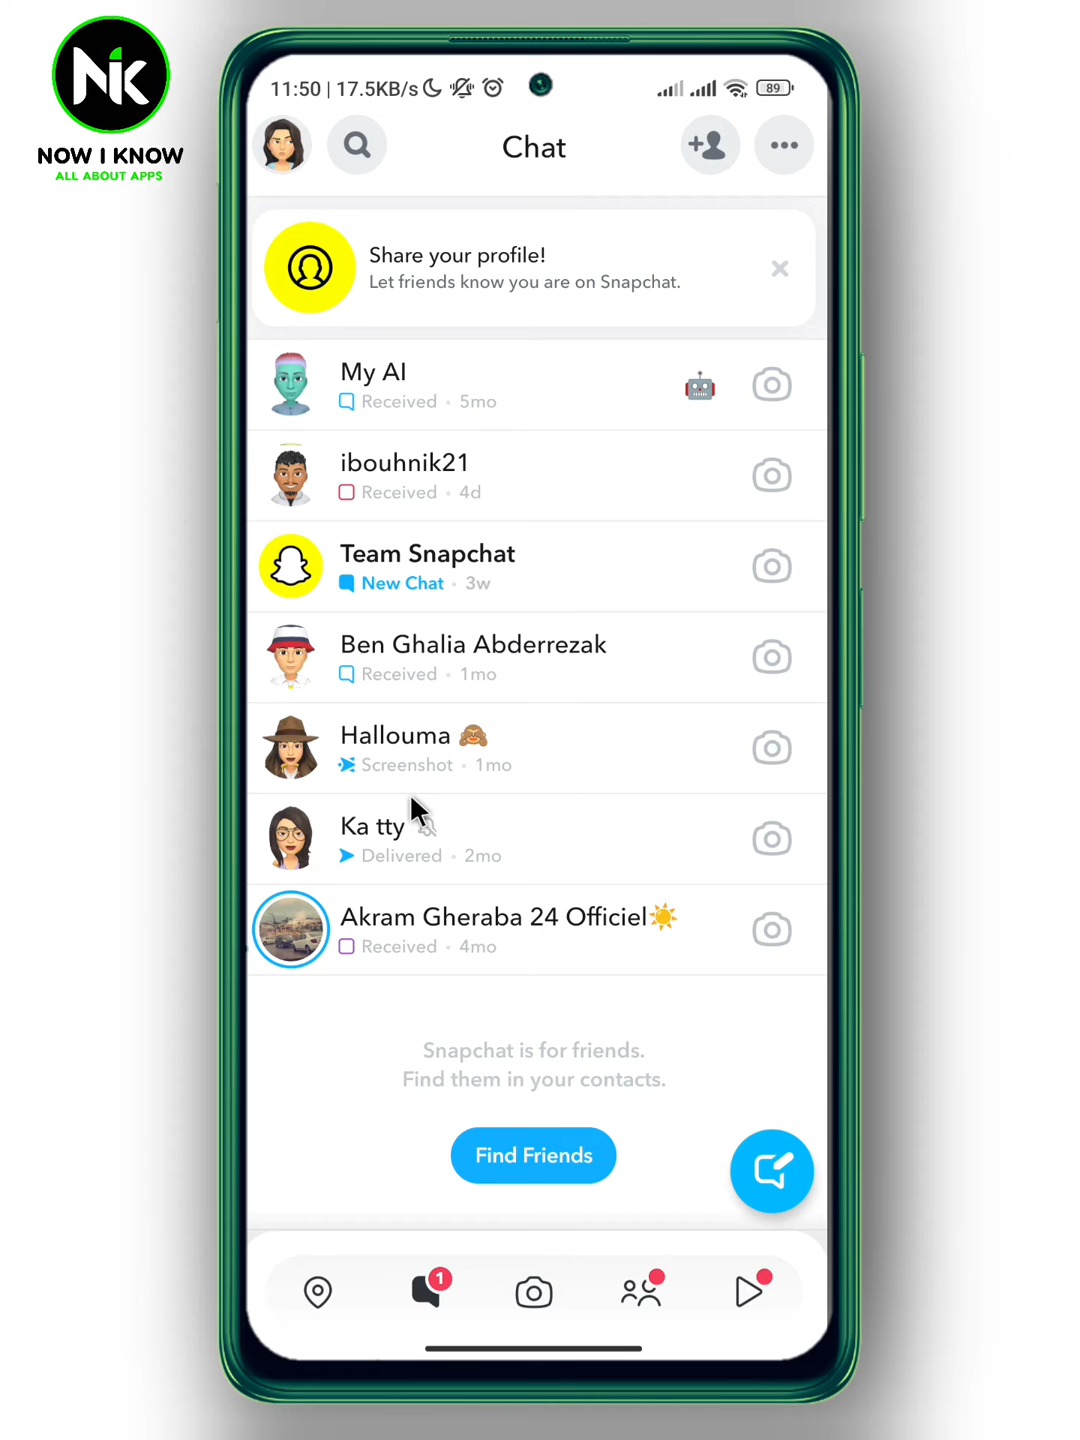 NiK
NOW I KNOW
ALL ABOUT APPS
11:50 | 17.5KB/s
89
Chat
Share your profile!
Let friends know you are on Snapchat.
My AI
Received • 5mo
ibouhnik21
Received • 4d
Team Snapchat
New Chat • 3w
Ben Ghalia Abderrezak
Received • 1mo
Hallouma 🙈
Screenshot • 1mo
Ka tty
Delivered • 2mo
Akram Gheraba 24 Officiel☀️
Received • 4mo
Snapchat is for friends.
Find them in your contacts.
Find Friends
1